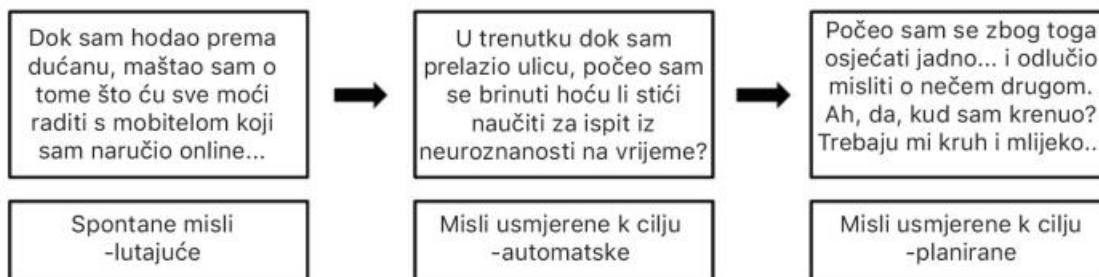 Dok sam hodao prema
dućanu, maštao sam o
tome što ću sve moći
raditi s mobitelom koji
sam naručio online...
U trenutku dok sam
prelazio ulicu, počeo sam
se brinuti hoću li stići
naučiti za ispit iz
neuroznanosti na vrijeme?
Počeo sam se zbog toga
osjećati jadno... i odlučio
misliti o nečem drugom.
Ah, da, kud sam krenuo?
Trebaju mi kruh i mlijeko...
Spontane misli
-lutajuće
Misli usmjerene k cilju
-automatske
Misli usmjerene k cilju
-planirane